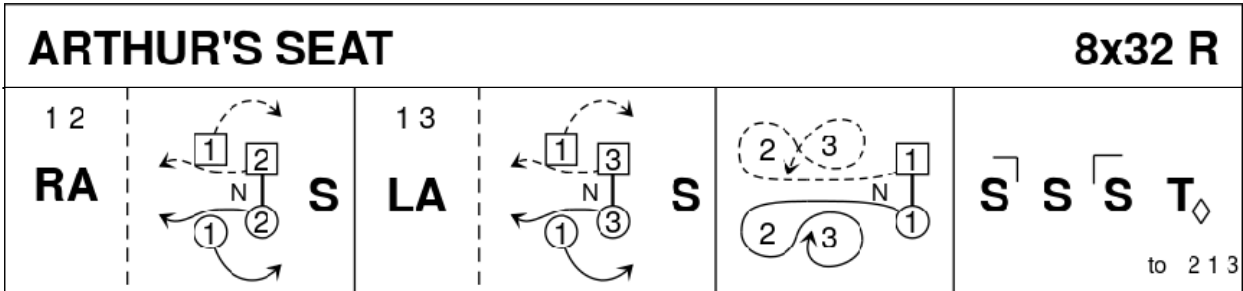 ARTHUR'S SEAT 8x32 R
1 2
RA
1 2
N
1 2
S
1 3
LA
1 3
N
1 3
S
2 3 1
N
2 3 1
S S S T
to 2 1 3